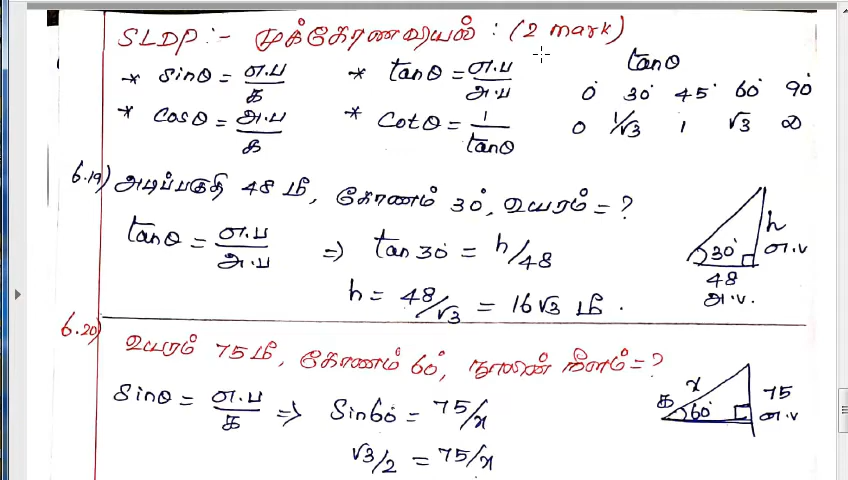 SLDP :- முக்கோணவியல் : (2 mark)
* sinθ = எ.ப/க * tanθ = எ.ப/அ.ப tanθ
0° 30° 45° 60° 90°
* cosθ = அ.ப/க * cotθ = 1/tanθ 0 1/√3 1 √3 ∞
6.19) அடிப்பகுதி 48 மீ, கோணம் 30°, உயரம் = ?
tanθ = எ.ப/அ.ப ⇒ tan 30° = h/48
h = 48/√3 = 16√3 மீ.
30° h எ.ப
48
அ.ப.
6.20) உயரம் 75 மீ, கோணம் 60°, நூலின் நீளம் = ?
Sinθ = எ.ப/க ⇒ Sin60° = 75/x
√3/2 = 75/x
க x 60° 75
எ.ப